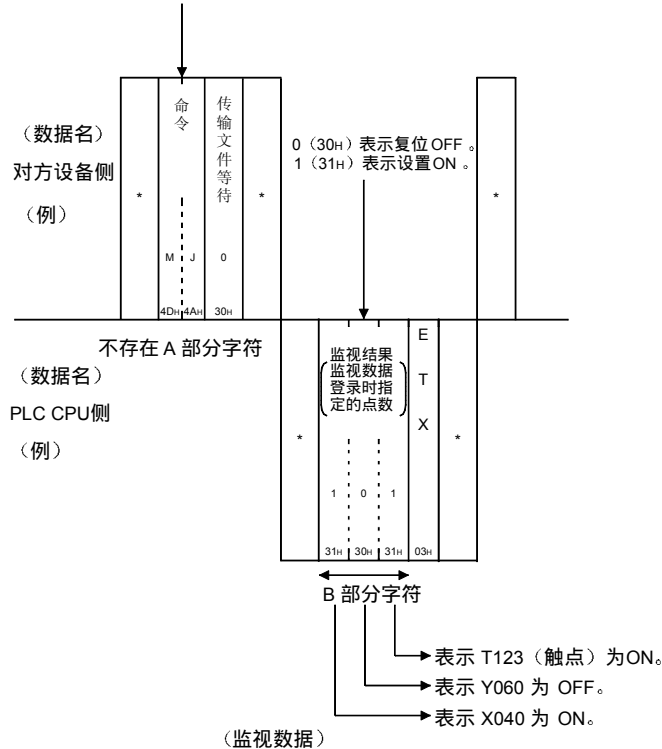 （数据名）
对方设备侧
（例）
*
命令
M J
4DH 4AH
传输文件等待
0
30H
*
0（30H）表示复位OFF。
1（31H）表示设置ON。
*
不存在 A 部分字符
（数据名）
PLC CPU侧
（例）
*
监视结果
监视数据
登录时指
定的点数
1 0 1
31H 30H 31H
E
T
X
03H
*
B 部分字符
表示 T123（触点）为ON。
表示 Y060 为 OFF。
表示 X040 为 ON。
（监视数据）